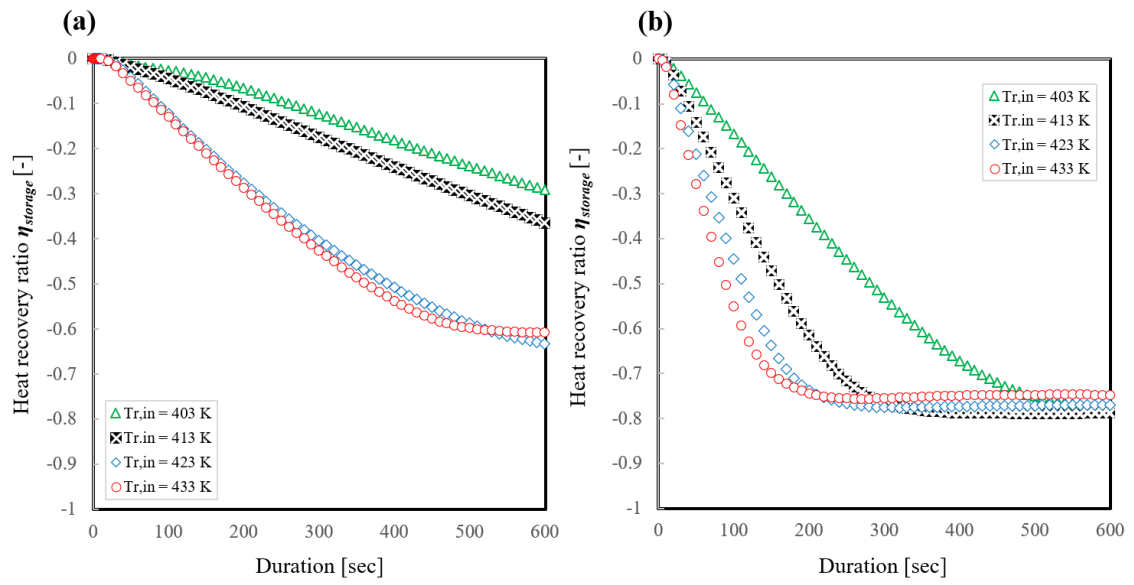 (a)
0
-0.1
-0.2
-0.3
-0.4
-0.5
-0.6
-0.7
-0.8
-0.9
-1
Heat recovery ratio ηstorage [-]
Tr,in = 403 K
Tr.in = 413 K
Tr,in = 423 K
Tr,in = 433 K
0 100 200 300 400 500 600
Duration [sec]
(b)
0
-0.1
-0.2
-0.3
-0.4
-0.5
-0.6
-0.7
-0.8
-0.9
-1
Heat recovery ratio ηstorage [-]
Tr,in = 403 K
Tr.in = 413 K
Tr,in = 423 K
Tr,in = 433 K
0 100 200 300 400 500 600
Duration [sec]